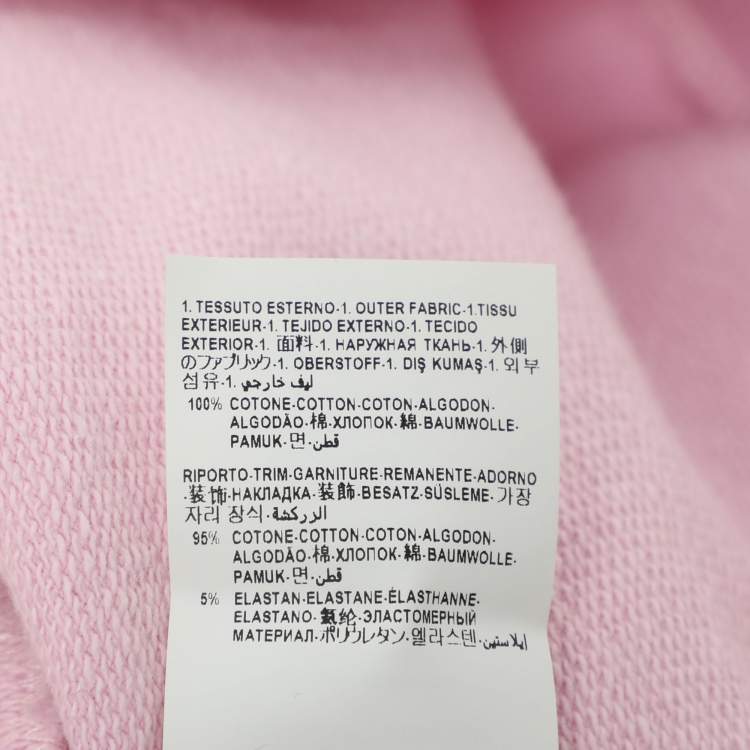 1. TESSUTO ESTERNO-1. OUTER FABRIC-1.TISSU
EXTERIEUR-1. TEJIDO EXTERNO-1. TECIDO
EXTERIOR-1. 面料-1. НАРУЖНАЯ ТКАНЬ-1. 外側
のファブリック-1. OBERSTOFF-1. DIŞ KUMAŞ-1. 외부
섬유-1. ليف خارجي
100% COTONE-COTTON-COTON-ALGODON-
ALGODÃO-棉-ХЛОПОК-綿-BAUMWOLLE-
PAMUK-면-قطن
RIPORTO-TRIM-GARNITURE-REMANENTE-ADORNO
-装饰-НАКЛАДКА-装飾-BESATZ-SÜSLEME-가장
자리 장식-الزركشة
95% COTONE-COTTON-COTON-ALGODON-
ALGODÃO-棉-ХЛОПОК-綿-BAUMWOLLE-
PAMUK-면-قطن
5% ELASTAN-ELASTANE-ÉLASTHANNE-
ELASTANO-氨纶-ЭЛАСТОМЕРНЫЙ
МАТЕРИАЛ-ポリウレタン-엘라스텐-إيلاستين